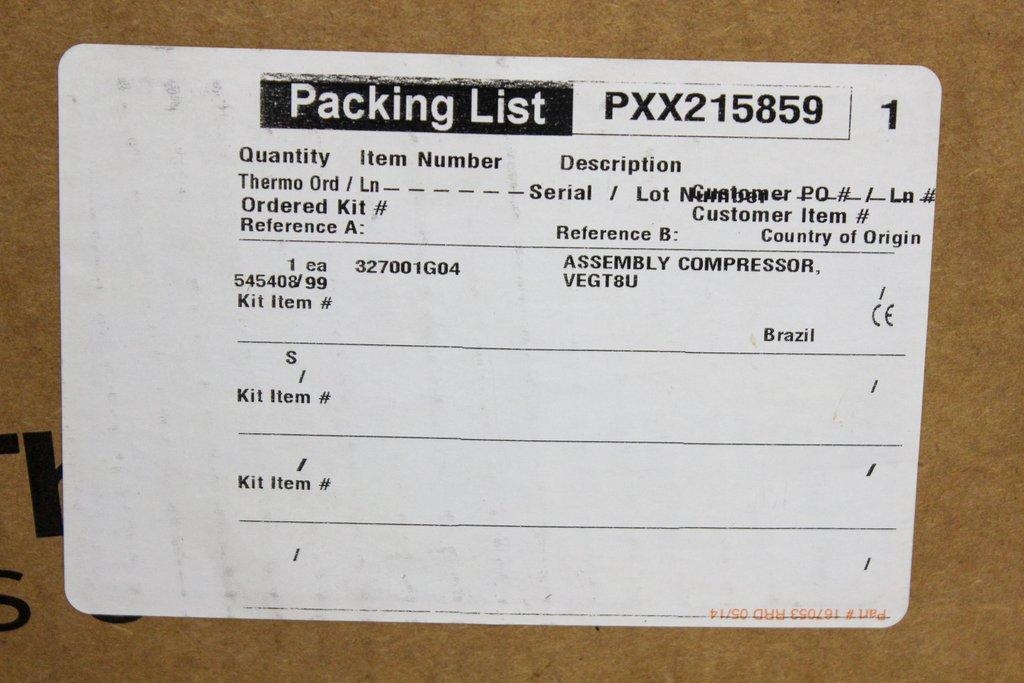 Packing List PXX215859 1
Quantity Item Number Description
Thermo Ord / Ln Serial / Lot Number Customer PO # / Ln #
Ordered Kit # Customer Item #
Reference A: Reference B: Country of Origin
1 ea 327001G04 ASSEMBLY COMPRESSOR,
545408/99 VEGT8U
Kit Item # /
CE
Brazil
S
/ /
Kit Item #
/ /
Kit Item #
/ /
Part # 167053 RRD 05/14